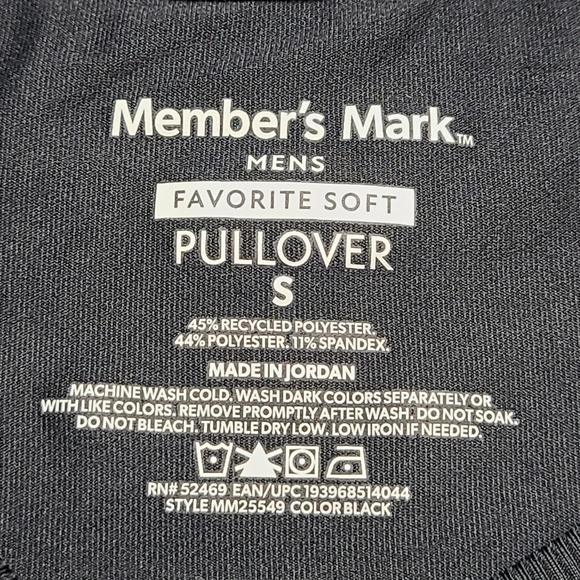 Member's Mark™
MENS
FAVORITE SOFT
PULLOVER
S
45% RECYCLED POLYESTER,
44% POLYESTER, 11% SPANDEX.
MADE IN JORDAN
MACHINE WASH COLD. WASH DARK COLORS SEPARATELY OR
WITH LIKE COLORS. REMOVE PROMPTLY AFTER WASH. DO NOT SOAK.
DO NOT BLEACH. TUMBLE DRY LOW. LOW IRON IF NEEDED.
RN# 52469 EAN/UPC 193968514044
STYLE MM25549 COLOR BLACK